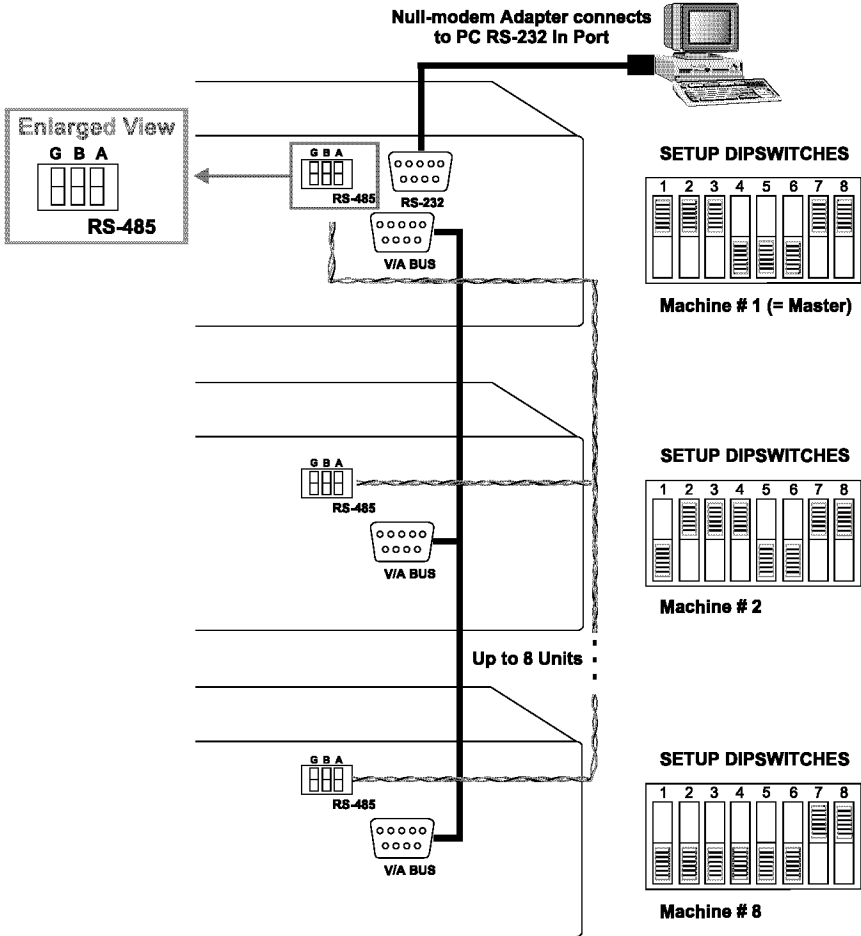 Null-modem Adapter connects
to PC RS-232 In Port
Enlarged View
G B A
RS-485
G B A
RS-485
RS-232
V/A BUS
SETUP DIPSWITCHES
1 2 3 4 5 6 7 8
Machine # 1 (= Master)
G B A
RS-485
V/A BUS
SETUP DIPSWITCHES
1 2 3 4 5 6 7 8
Machine # 2
Up to 8 Units
G B A
RS-485
V/A BUS
SETUP DIPSWITCHES
1 2 3 4 5 6 7 8
Machine # 8